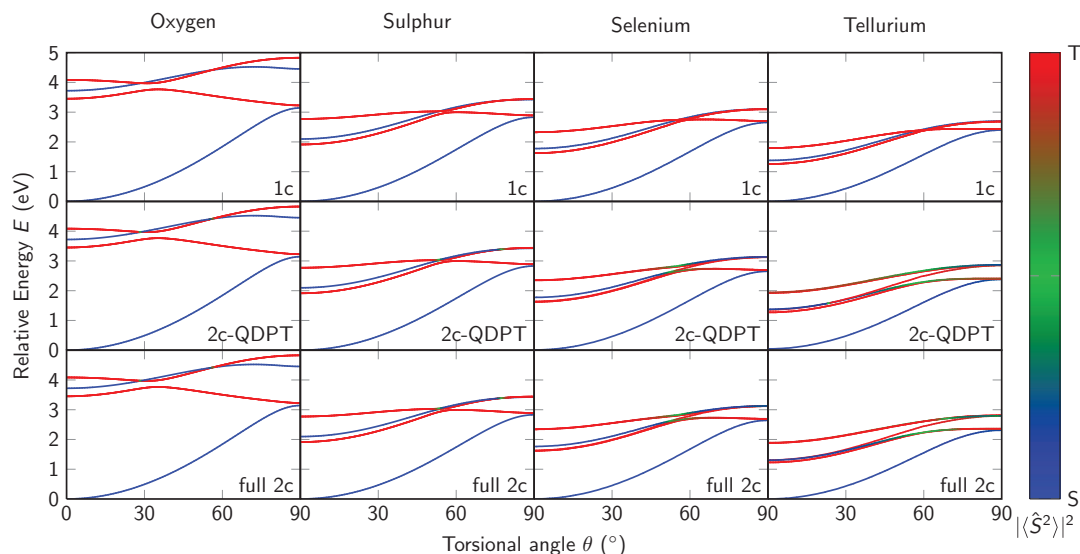 Oxygen Sulphur Selenium Tellurium
5
4
3
2
1
0
1c 1c 1c 1c
T
Relative Energy E (eV)
4
3
2
1
0
2c-QDPT 2c-QDPT 2c-QDPT 2c-QDPT
4
3
2
1
0
full 2c full 2c full 2c full 2c
S
0 30 60 90 30 60 90 30 60 90 30 60 90
|⟨Ŝ²⟩|²
Torsional angle θ (°)